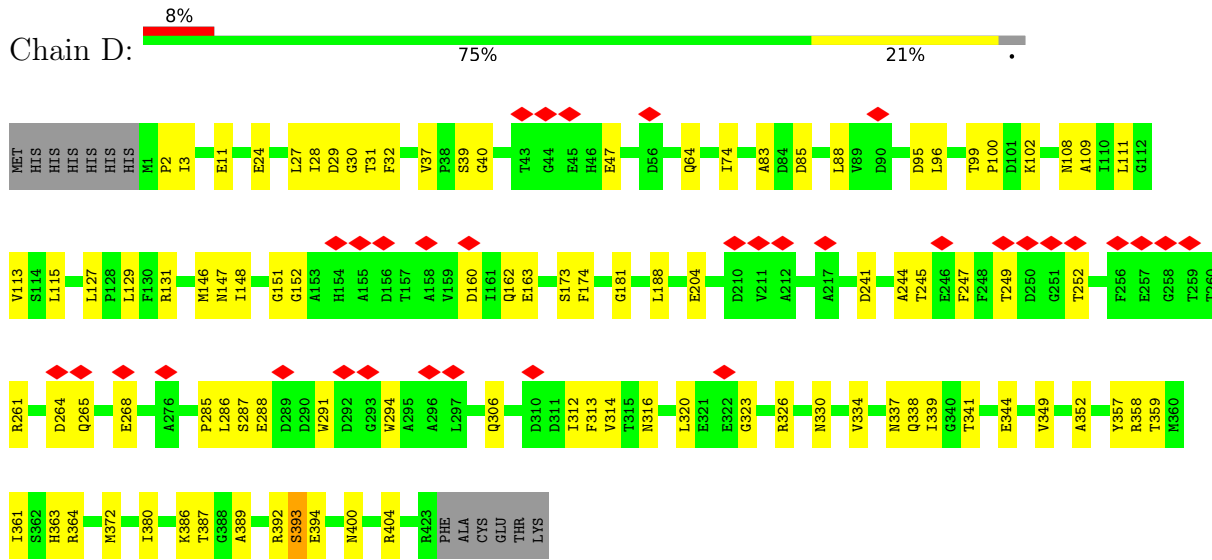 8%
Chain D:
75% 21% •
MET HIS HIS HIS HIS HIS HIS M1 P2 I3 E11 E24 L27 I28 D29 G30 T31 F32 V37 P38 S39 G40 T43 G44 E45 H46 E47 D56 Q64 I74 A83 D84 D85 L88 V89 D90 D95 L96 T99 P100 D101 K102 N108 A109 I110 L111 G112
V113 S114 L115 L127 P128 L129 F130 R131 M146 N147 I148 G151 G152 A153 H154 A155 D156 T157 A158 V159 D160 I161 Q162 E163 S173 F174 G181 L188 E204 D210 V211 A212 A217 D241 A244 T245 E246 F247 F248 T249 D250 G251 T252 F256 E257 G258 T259 T260
R261 D264 Q265 E268 A276 P285 L286 S287 E288 D289 D290 W291 D292 G293 W294 A295 A296 L297 Q306 D310 D311 I312 F313 V314 T315 N316 L320 E321 E322 G323 R326 N330 V334 N337 Q338 I339 G340 T341 E344 V349 A352 Y357 R358 T359 M360
I361 S362 H363 R364 M372 I380 K386 T387 G388 A389 R392 S393 E394 N400 R404 R423 PHE ALA CYS GLU THR LYS